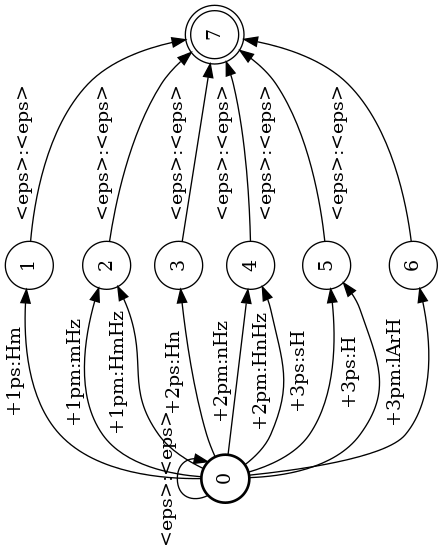 7
<eps>:<eps>
<eps>:<eps>
<eps>:<eps>
<eps>:<eps>
<eps>:<eps>
<eps>:<eps>
1
2
3
4
5
6
+1ps:Hm
+1pm:mHz
+1pm:HmHz
+2ps:Hn
+2pm:nHz
+2pm:HnHz
+3ps:sH
+3ps:H
+3pm:lArH
<eps>:<eps>
0